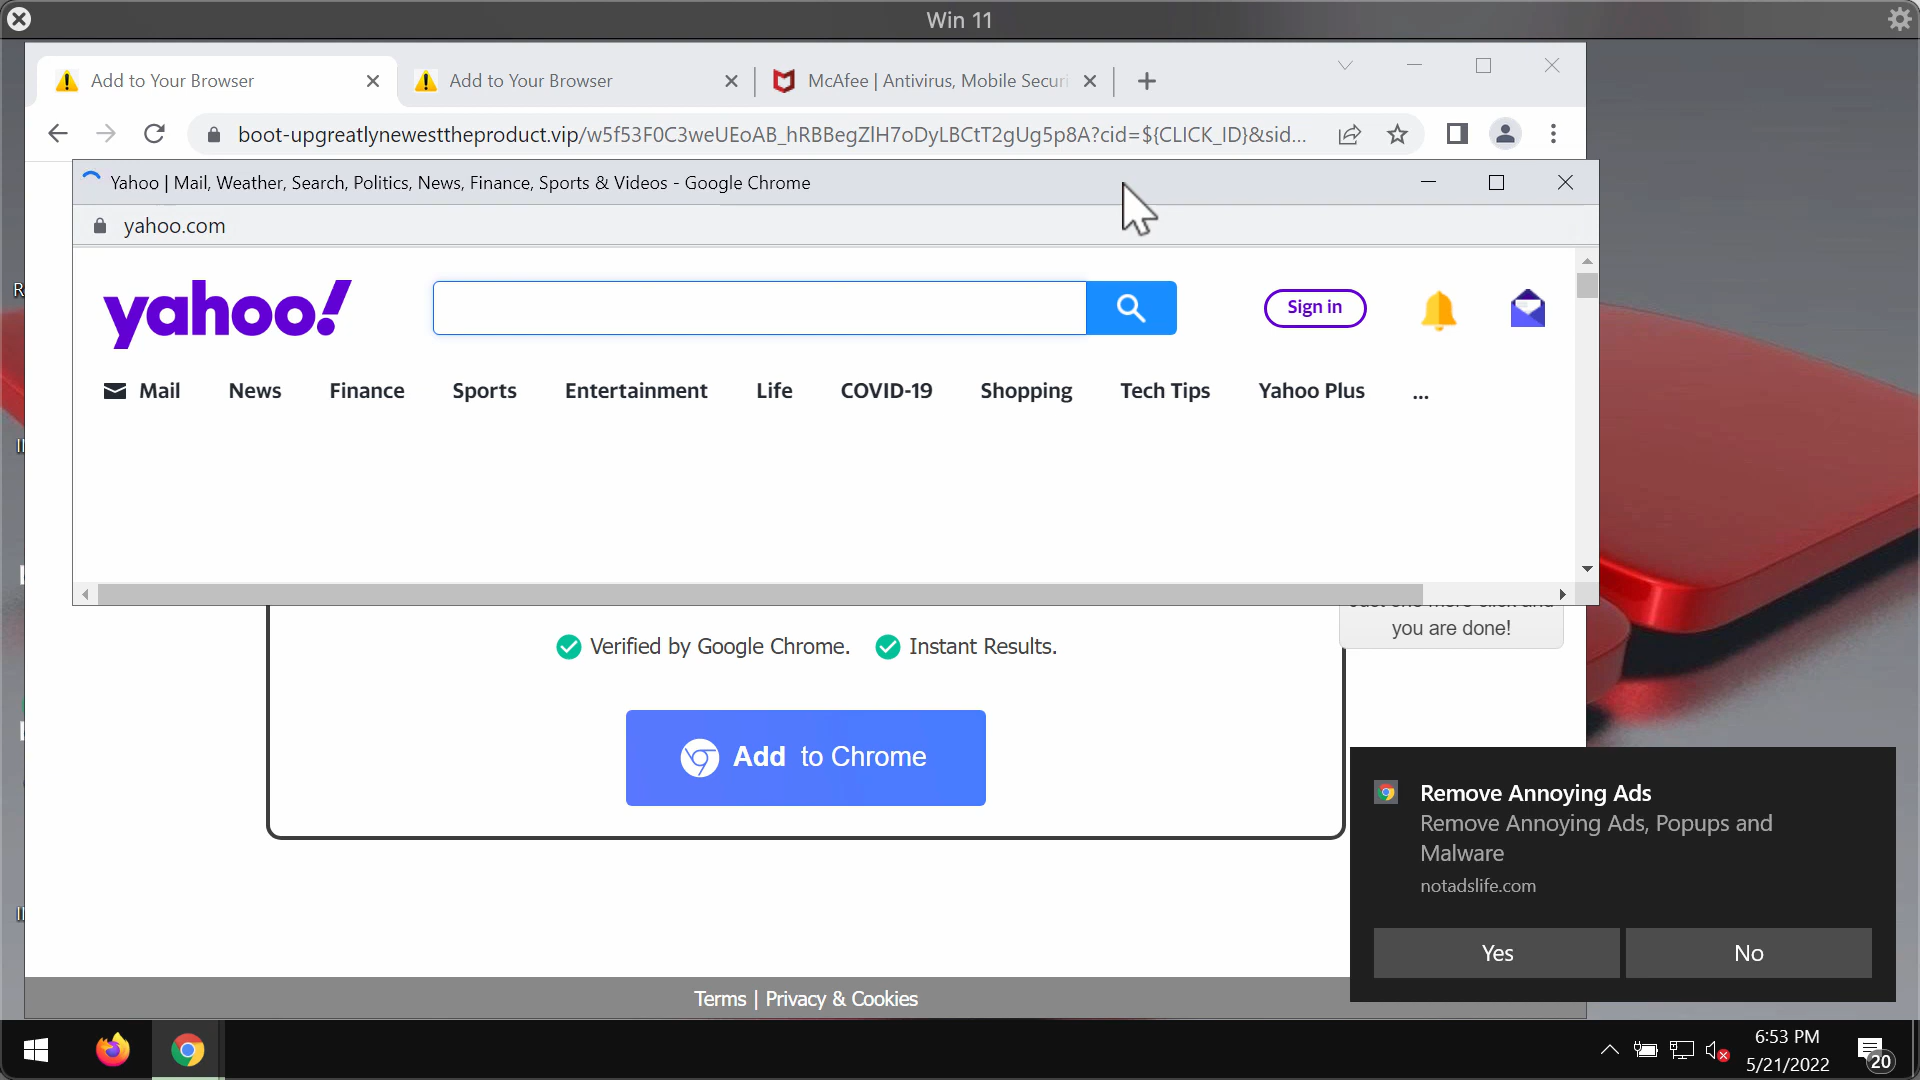 Win 11
Add to Your Browser
Add to Your Browser
McAfee | Antivirus, Mobile Securi
boot-upgreatlynewesttheproduct.vip/w5f53F0C3weUEoAB_hRBBegZlH7oDyLBCtT2gUg5p8A?cid=${CLICK_ID}&sid...
Yahoo | Mail, Weather, Search, Politics, News, Finance, Sports & Videos - Google Chrome
yahoo.com
yahoo!
Sign in
Mail News Finance Sports Entertainment Life COVID-19 Shopping Tech Tips Yahoo Plus ...
you are done!
Verified by Google Chrome. Instant Results.
Add to Chrome
Remove Annoying Ads
Remove Annoying Ads, Popups and
Malware
notadslife.com
Yes
No
Terms | Privacy & Cookies
6:53 PM
5/21/2022
20